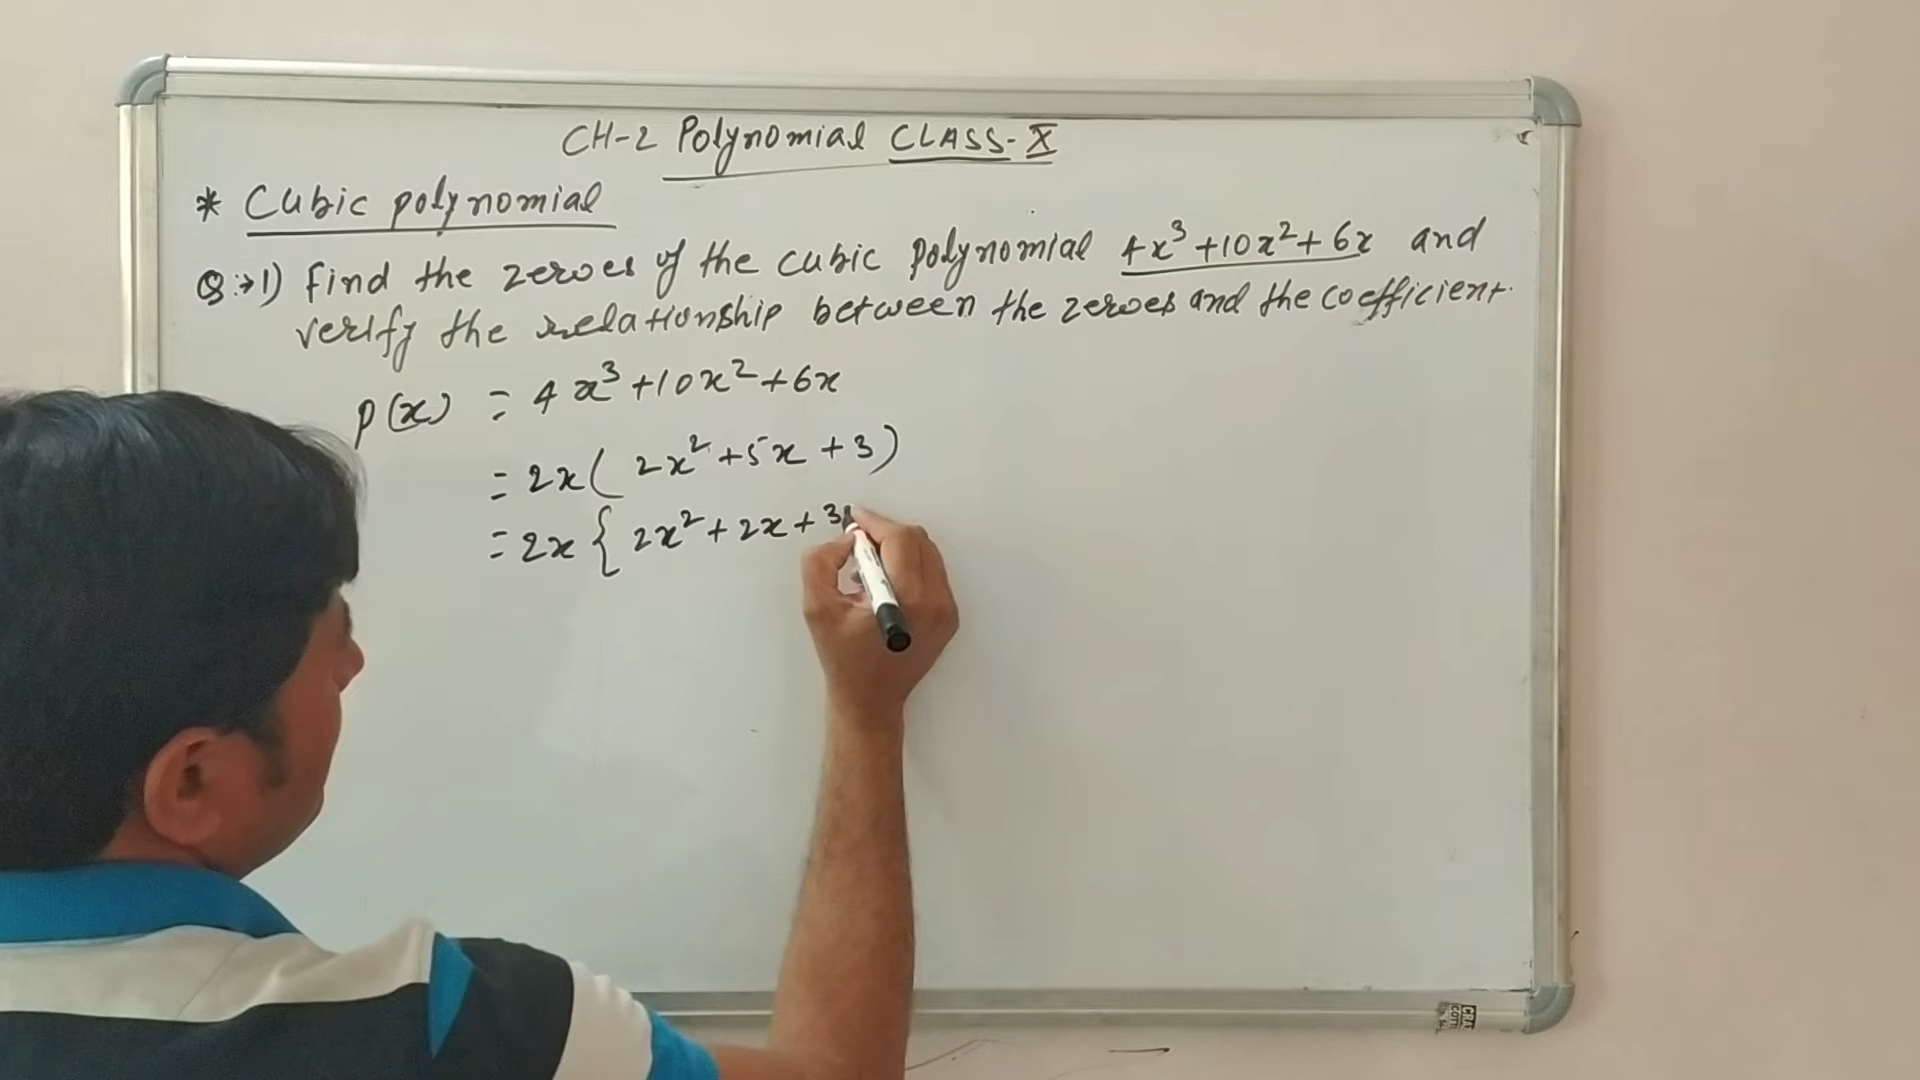 CH-2 Polynomial CLASS-X
* Cubic polynomial
Q:→1) find the zeroes of the cubic polynomial 4x³+10x²+6x and
verify the relationship between the zeroes and the coefficient.
p(x) = 4x³+10x²+6x
= 2x( 2x²+5x+3)
= 2x { 2x²+2x+3